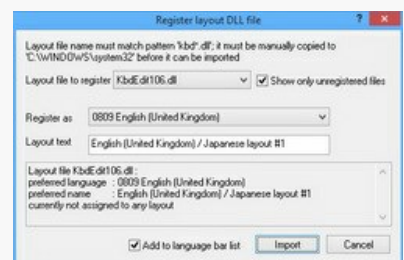 Register layout DLL file
?
Layout file name must match pattern 'kbd*.dll'; it must be manually copied to
'C:\WINDOWS\system32' before it can be imported
Layout file to register KbdEdit106.dll Show only unregistered files
Register as 0809 English (United Kingdom)
Layout text English (United Kingdom) / Japanese layout #1
Layout file KbdEdit106.dll :
preferred language : 0809 English (United Kingdom)
preferred name : English (United Kingdom) / Japanese layout #1
currently not assigned to any layout
Add to language bar list Import Cancel